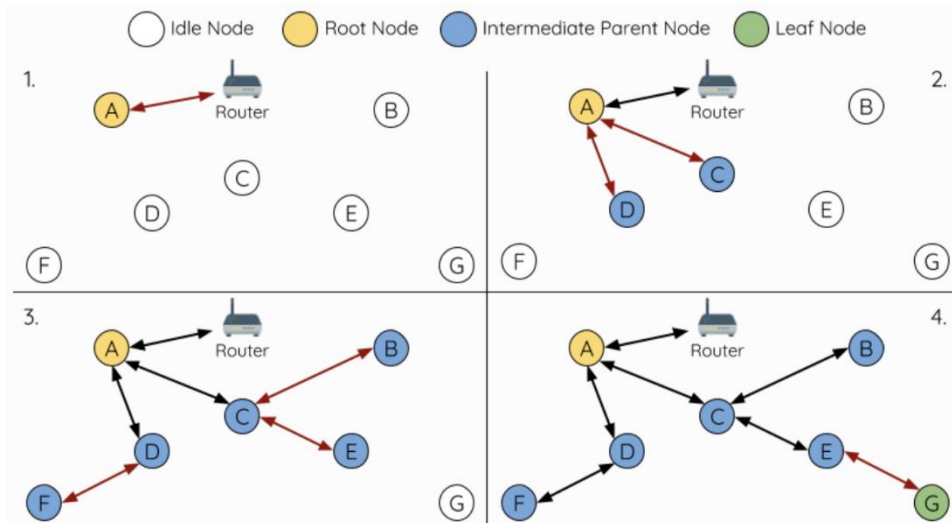 Idle Node Root Node Intermediate Parent Node Leaf Node
1.
A
Router
B
C
D
E
F
G
2.
A
Router
B
C
D
E
F
G
3.
A
Router
B
C
D
E
F
G
4.
A
Router
B
C
D
E
F
G